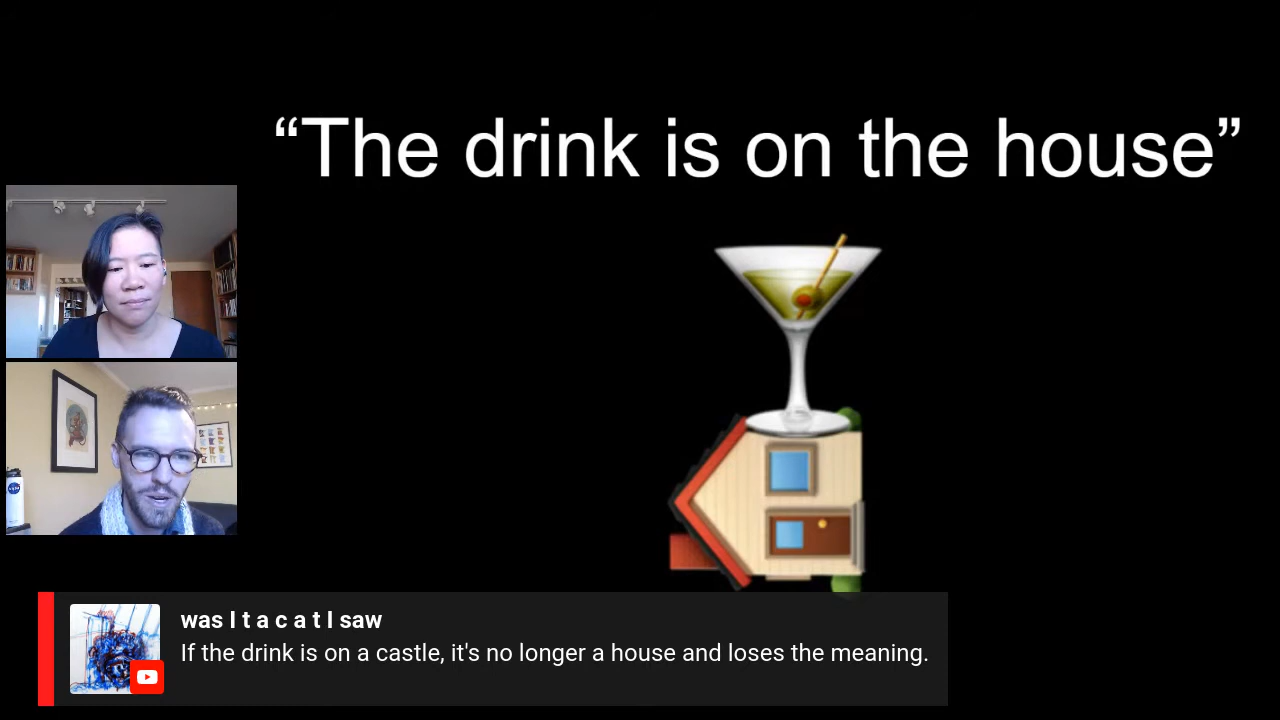 “The drink is on the house”
was I t a c a t I saw
If the drink is on a castle, it's no longer a house and loses the meaning.